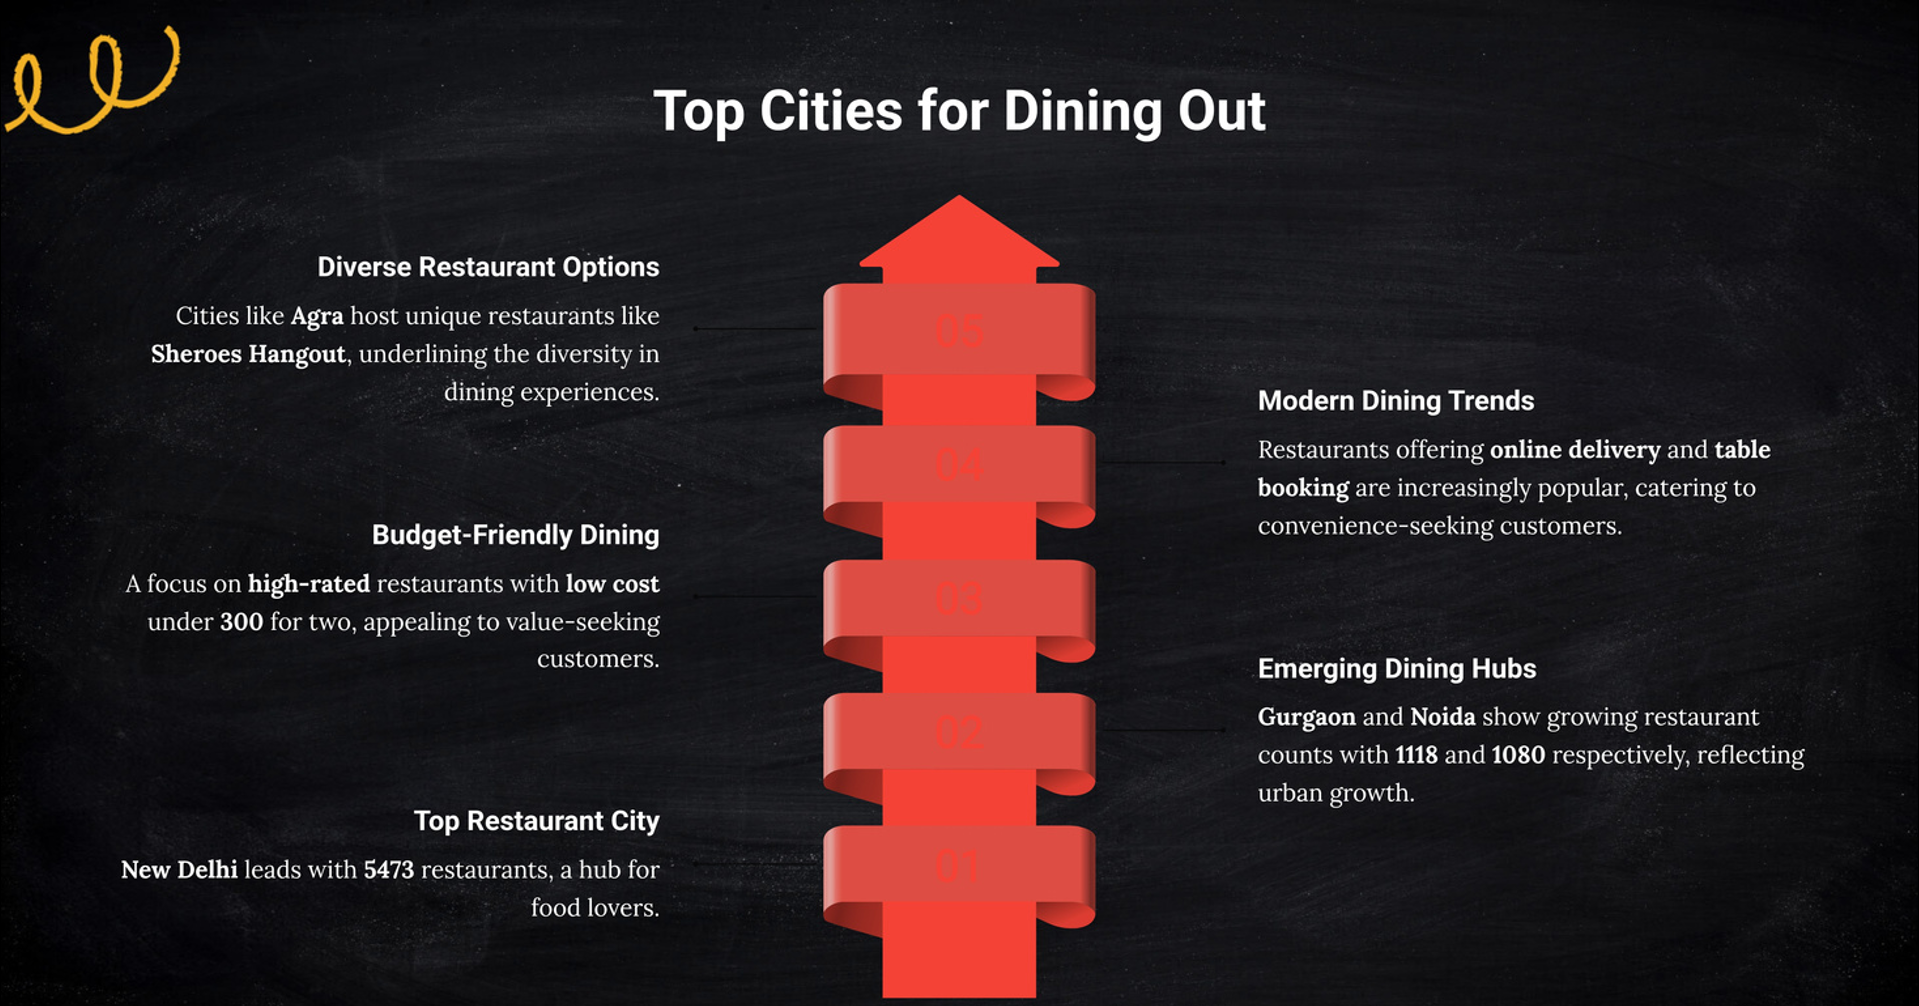 Top Cities for Dining Out
Diverse Restaurant Options
Cities like Agra host unique restaurants like
Sheroes Hangout, underlining the diversity in
dining experiences.
05
Modern Dining Trends
Restaurants offering online delivery and table
booking are increasingly popular, catering to
convenience-seeking customers.
04
Budget-Friendly Dining
A focus on high-rated restaurants with low cost
under 300 for two, appealing to value-seeking
customers.
03
Emerging Dining Hubs
Gurgaon and Noida show growing restaurant
counts with 1118 and 1080 respectively, reflecting
urban growth.
02
Top Restaurant City
New Delhi leads with 5473 restaurants, a hub for
food lovers.
01